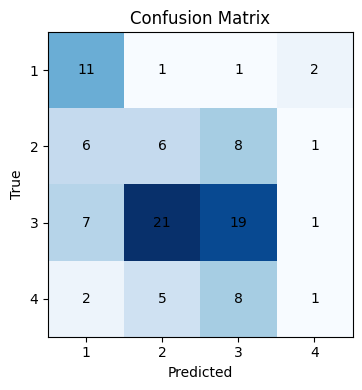 Confusion Matrix
1 11 1 1 2
2 6 6 8 1
3 7 21 19 1
4 2 5 8 1
1 2 3 4
True
Predicted